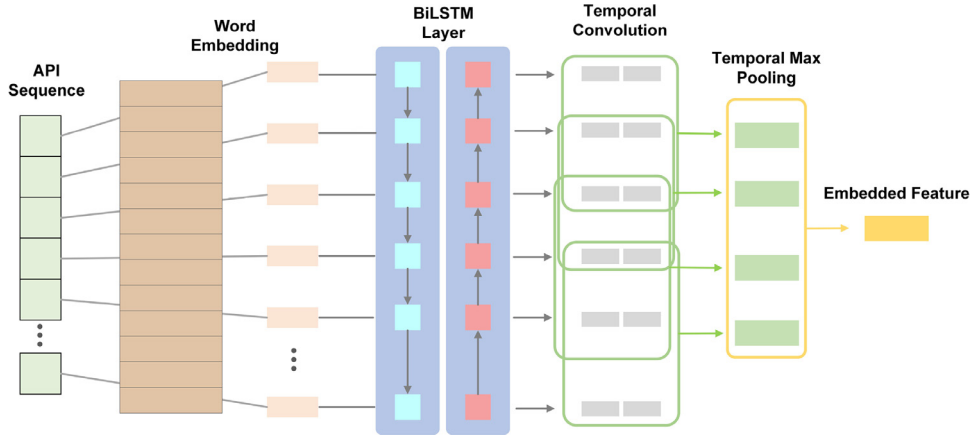 API
Sequence
Word
Embedding
BiLSTM
Layer
Temporal
Convolution
Temporal Max
Pooling
Embedded Feature